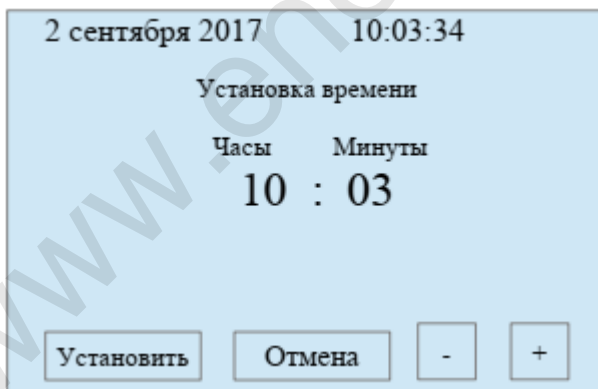 2 сентября 2017 10:03:34
Установка времени
Часы Минуты
10 : 03
Установить Отмена - +